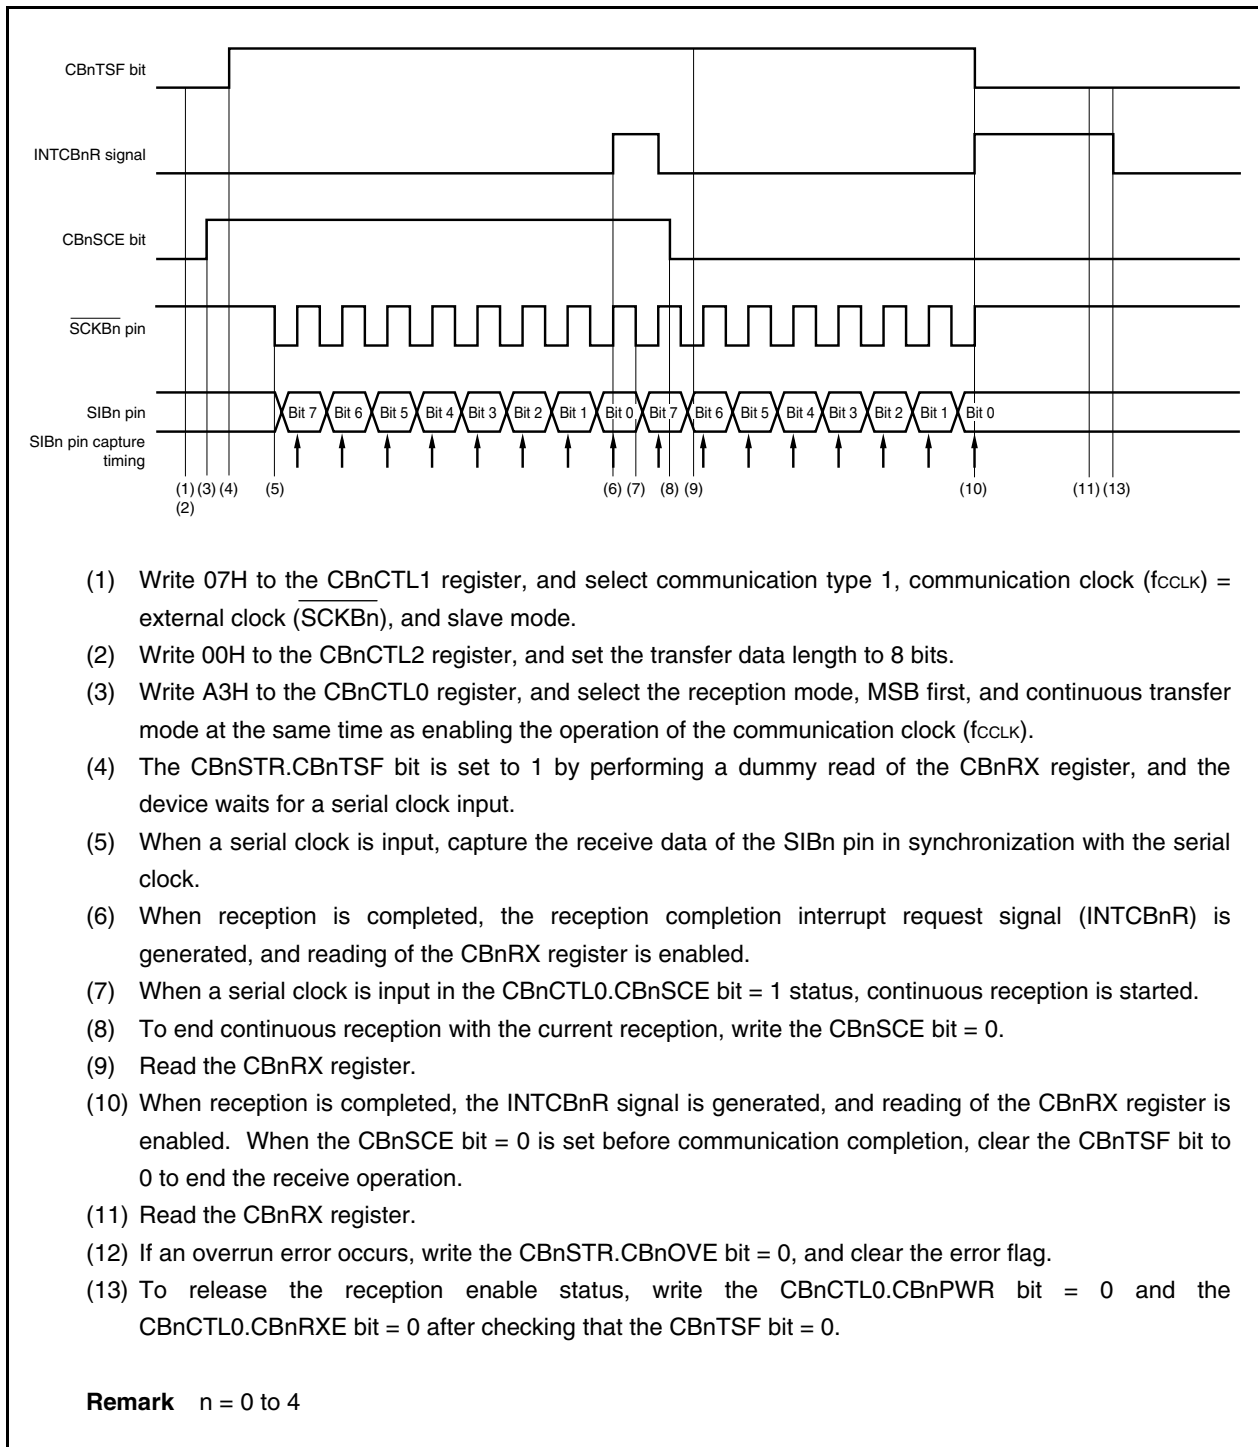 CBnTSF bit
INTCBnR signal
CBnSCE bit
SCKBn pin
SIBn pin
Bit 7 Bit 6 Bit 5 Bit 4 Bit 3 Bit 2 Bit 1 Bit 0 Bit 7 Bit 6 Bit 5 Bit 4 Bit 3 Bit 2 Bit 1 Bit 0
SIBn pin capture
timing
(1) (3) (4) (5) (6) (7) (8) (9) (10) (11) (13)
(2)
(1) Write 07H to the CBnCTL1 register, and select communication type 1, communication clock (fCCLK) =
external clock (SCKBn), and slave mode.
(2) Write 00H to the CBnCTL2 register, and set the transfer data length to 8 bits.
(3) Write A3H to the CBnCTL0 register, and select the reception mode, MSB first, and continuous transfer
mode at the same time as enabling the operation of the communication clock (fCCLK).
(4) The CBnSTR.CBnTSF bit is set to 1 by performing a dummy read of the CBnRX register, and the
device waits for a serial clock input.
(5) When a serial clock is input, capture the receive data of the SIBn pin in synchronization with the serial
clock.
(6) When reception is completed, the reception completion interrupt request signal (INTCBnR) is
generated, and reading of the CBnRX register is enabled.
(7) When a serial clock is input in the CBnCTL0.CBnSCE bit = 1 status, continuous reception is started.
(8) To end continuous reception with the current reception, write the CBnSCE bit = 0.
(9) Read the CBnRX register.
(10) When reception is completed, the INTCBnR signal is generated, and reading of the CBnRX register is
enabled. When the CBnSCE bit = 0 is set before communication completion, clear the CBnTSF bit to
0 to end the receive operation.
(11) Read the CBnRX register.
(12) If an overrun error occurs, write the CBnSTR.CBnOVE bit = 0, and clear the error flag.
(13) To release the reception enable status, write the CBnCTL0.CBnPWR bit = 0 and the
CBnCTL0.CBnRXE bit = 0 after checking that the CBnTSF bit = 0.
Remark n = 0 to 4